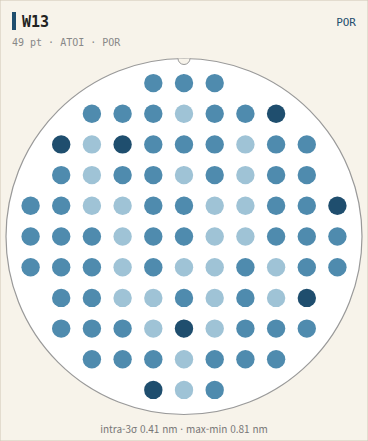 W13
POR
49 pt · ATOI · POR
intra-3σ 0.41 nm · max-min 0.81 nm